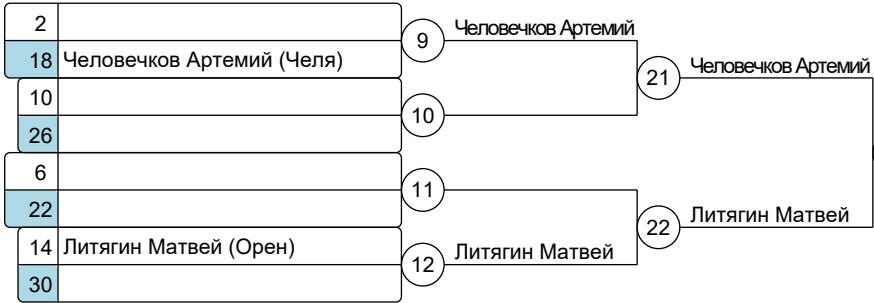 2
9 Человечков Артемий
18 Человечков Артемий (Челя)
21 Человечков Артемий
10
10
26
6
11
22
22 Литягин Матвей
14 Литягин Матвей (Орен)
12 Литягин Матвей
30